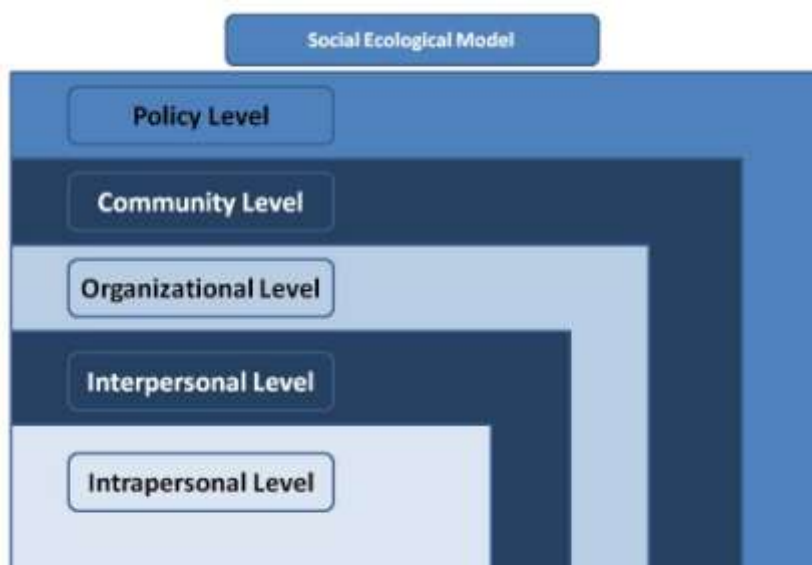 Social Ecological Model
Policy Level
Community Level
Organizational Level
Interpersonal Level
Intrapersonal Level